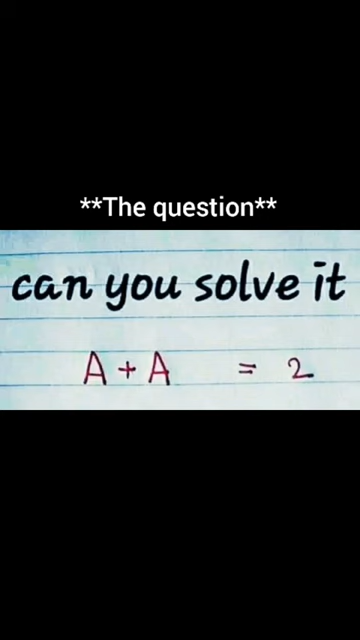 **The question**
can you solve it
A + A = 2